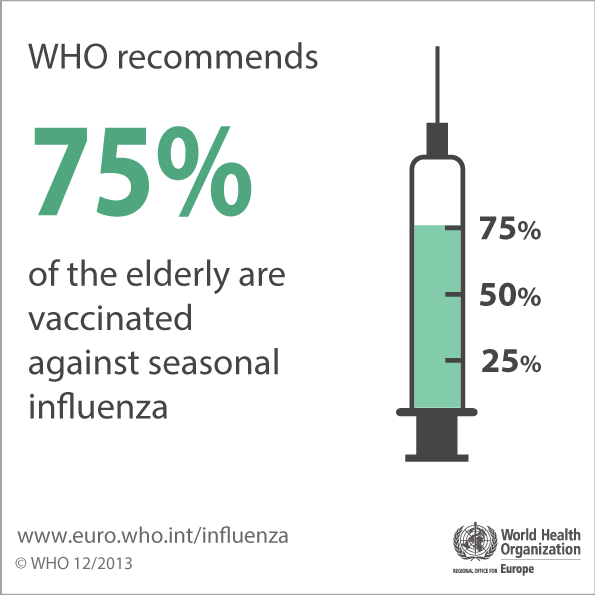 WHO recommends
75%
of the elderly are
vaccinated
against seasonal
influenza
75%
50%
25%
www.euro.who.int/influenza
© WHO 12/2013
World Health
Organization
REGIONAL OFFICE FOR Europe